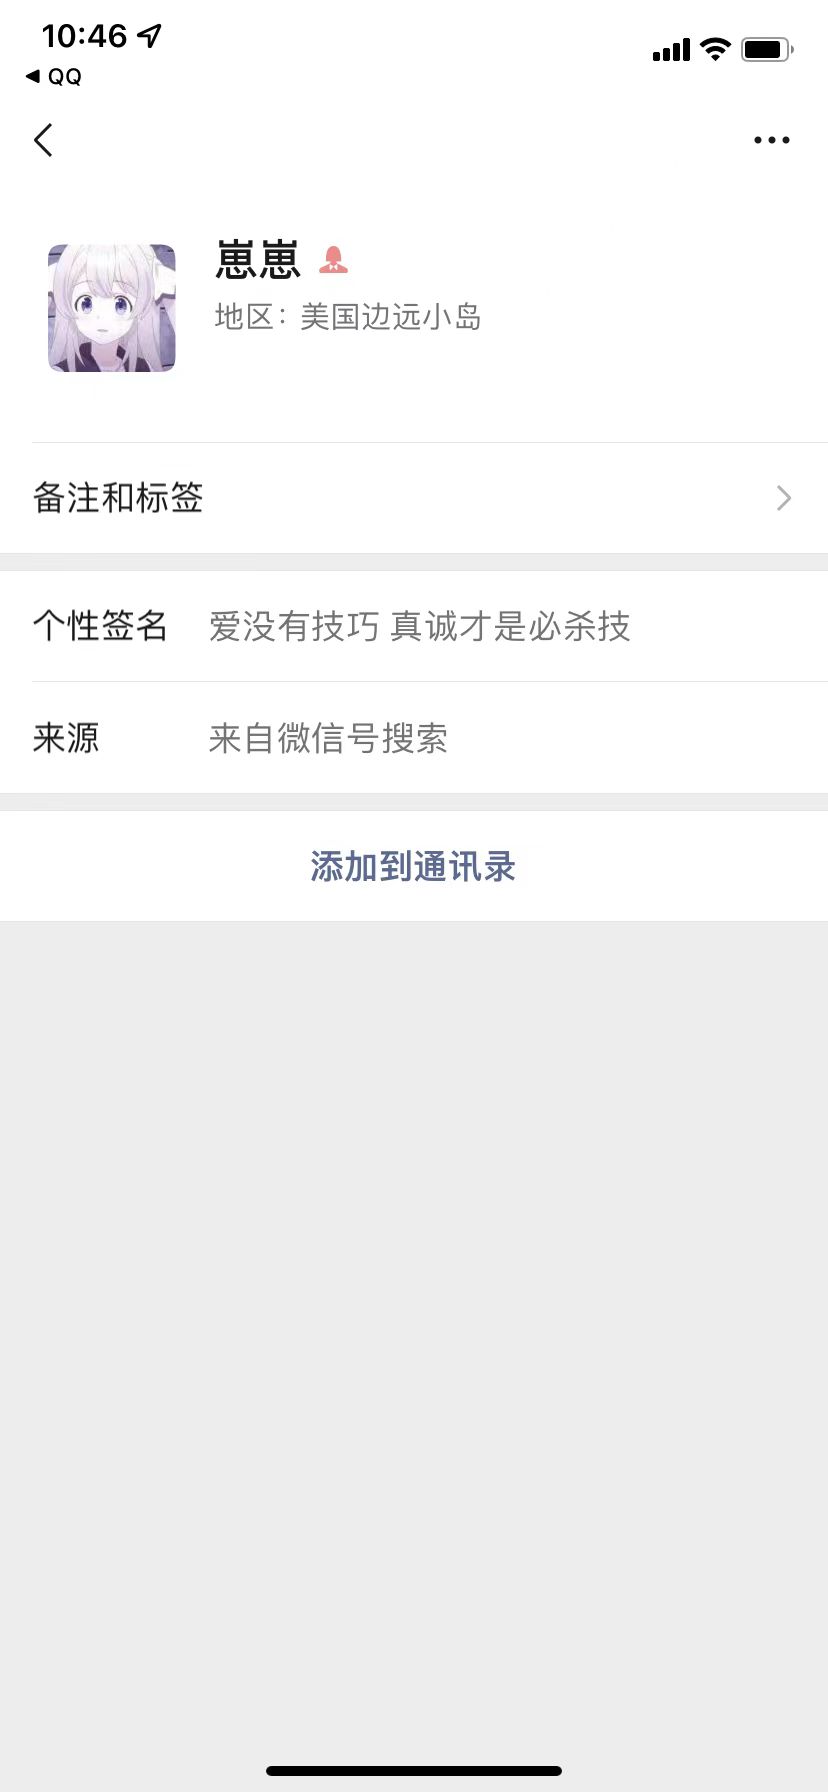 10:46
◀ QQ
崽崽
地区：美国边远小岛
备注和标签
个性签名 爱没有技巧 真诚才是必杀技
来源 来自微信号搜索
添加到通讯录